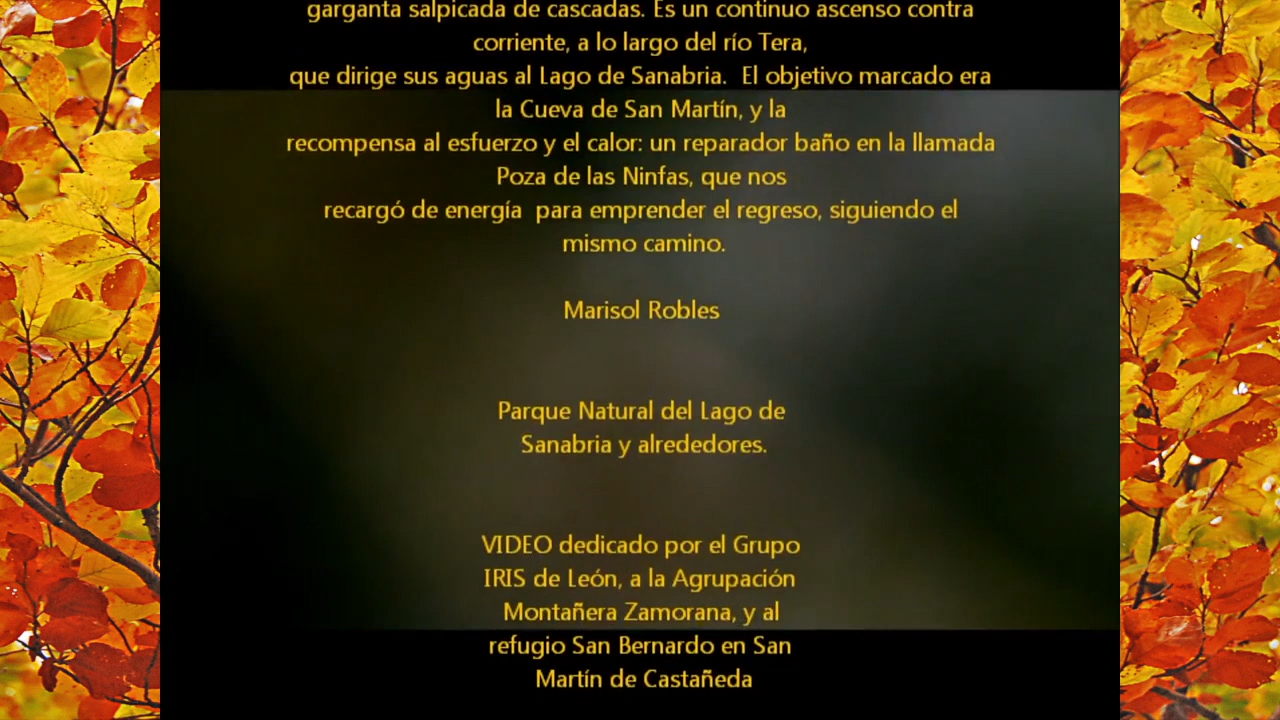 garganta salpicada de cascadas. Es un continuo ascenso contra
corriente, a lo largo del río Tera,
que dirige sus aguas al Lago de Sanabria.  El objetivo marcado era
la Cueva de San Martín, y la
recompensa al esfuerzo y el calor: un reparador baño en la llamada
Poza de las Ninfas, que nos
recargó de energía  para emprender el regreso, siguiendo el
mismo camino.
Marisol Robles
Parque Natural del Lago de
Sanabria y alrededores.
VIDEO dedicado por el Grupo
IRIS de León, a la Agrupación
Montañera Zamorana, y al
refugio San Bernardo en San
Martín de Castañeda